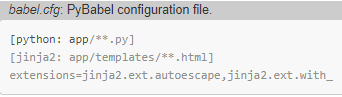 babel.cfg: PyBabel configuration file.
[python: app/**.py]
[jinja2: app/templates/**.html]
extensions=jinja2.ext.autoescape,jinja2.ext.with_